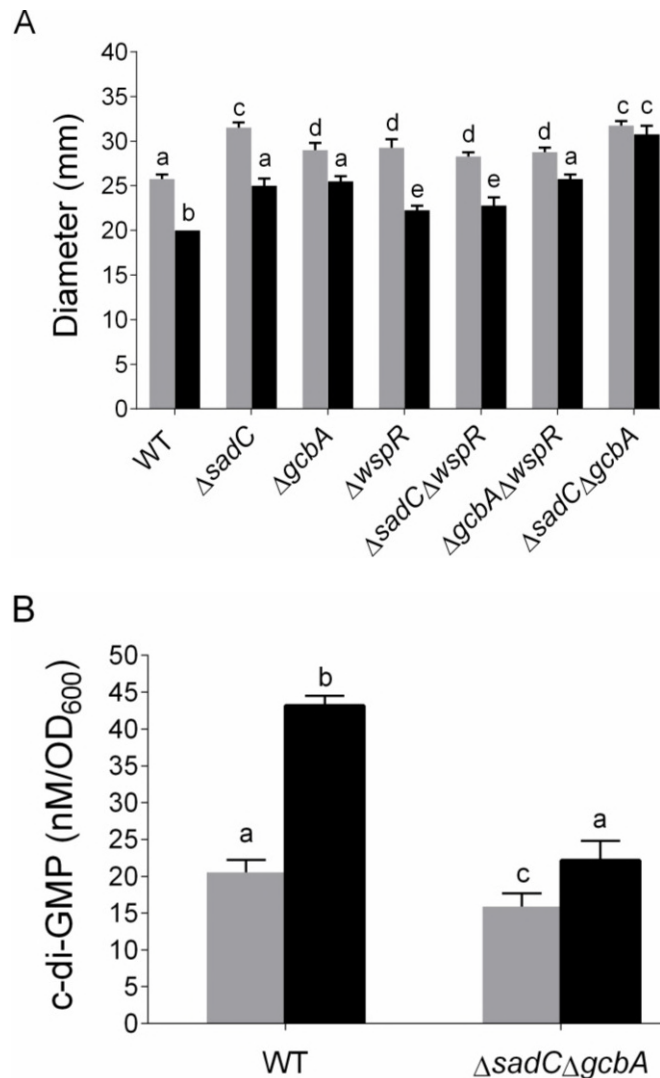 A
Diameter (mm)
40
35
30
25
20
15
10
5
0
a
b
c
a
d
a
d
e
d
e
d
a
c
c
WT
ΔsadC
ΔgcbA
ΔwspR
ΔsadCΔwspR
ΔgcbAΔwspR
ΔsadCΔgcbA
B
c-di-GMP (nM/OD600)
50
45
40
35
30
25
20
15
10
5
0
a
b
c
a
WT
ΔsadCΔgcbA